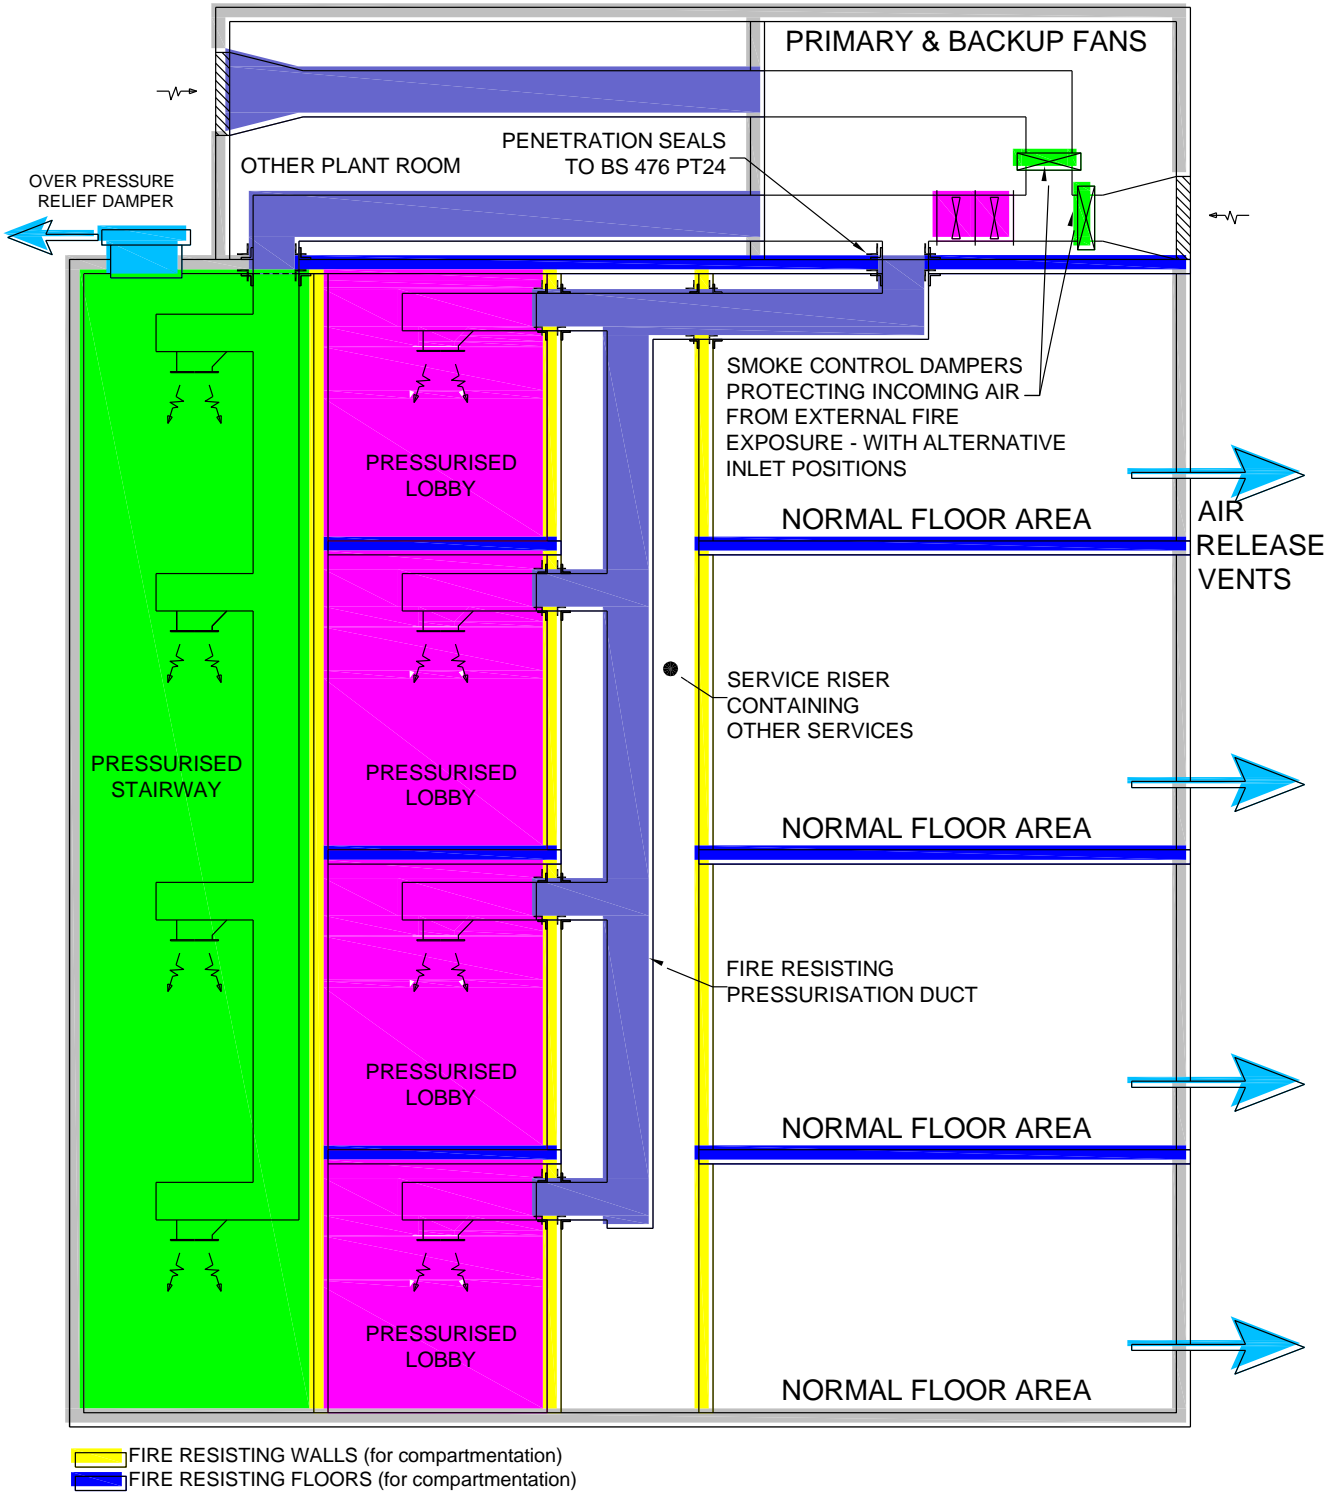 PRIMARY & BACKUP FANS
PENETRATION SEALS
TO BS 476 PT24
OTHER PLANT ROOM
OVER PRESSURE
RELIEF DAMPER
SMOKE CONTROL DAMPERS
PROTECTING INCOMING AIR
FROM EXTERNAL FIRE
EXPOSURE - WITH ALTERNATIVE
INLET POSITIONS
PRESSURISED
LOBBY
NORMAL FLOOR AREA
AIR
RELEASE
VENTS
SERVICE RISER
CONTAINING
OTHER SERVICES
PRESSURISED
STAIRWAY
PRESSURISED
LOBBY
NORMAL FLOOR AREA
FIRE RESISTING
PRESSURISATION DUCT
PRESSURISED
LOBBY
NORMAL FLOOR AREA
PRESSURISED
LOBBY
NORMAL FLOOR AREA
FIRE RESISTING WALLS (for compartmentation)
FIRE RESISTING FLOORS (for compartmentation)